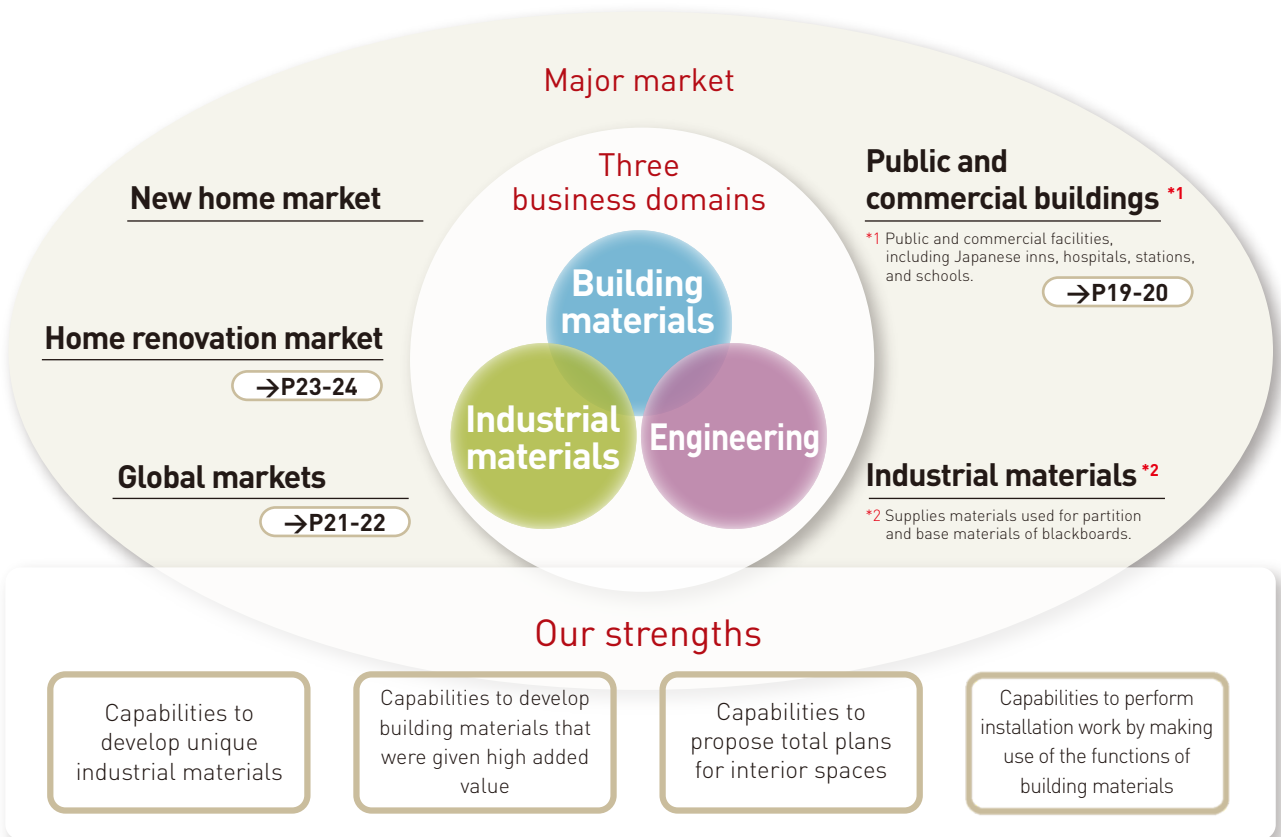 Major market
Three
business domains
Building
materials
Industrial
materials
Engineering
New home market
Home renovation market
→P23-24
Global markets
→P21-22
Public and
commercial buildings *1
*1 Public and commercial facilities,
including Japanese inns, hospitals, stations,
and schools.
→P19-20
Industrial materials *2
*2 Supplies materials used for partition
and base materials of blackboards.
Our strengths
Capabilities to
develop unique
industrial materials
Capabilities to develop
building materials that
were given high added
value
Capabilities to
propose total plans
for interior spaces
Capabilities to perform
installation work by making
use of the functions of
building materials